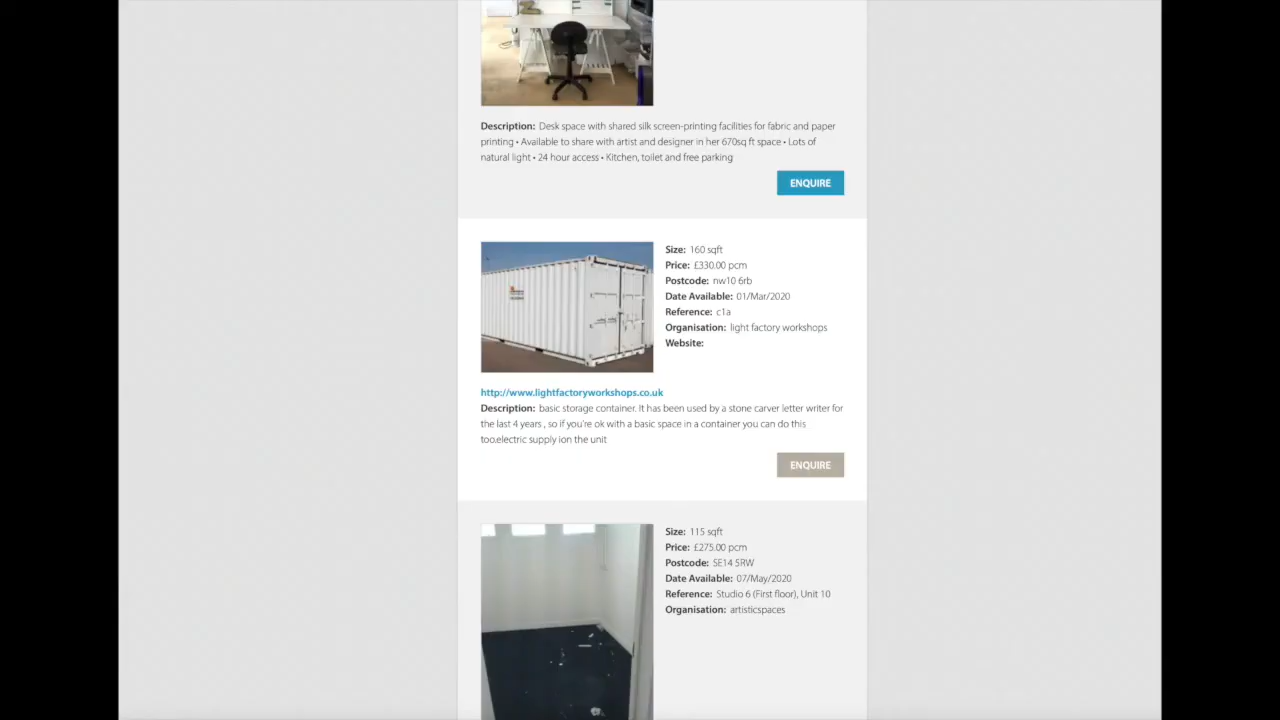 Description: Desk space with shared silk screen-printing facilities for fabric and paper
printing • Available to share with artist and designer in her 670sq ft space • Lots of
natural light • 24 hour access • Kitchen, toilet and free parking
ENQUIRE
Size: 160 sqft
Price: £330.00 pcm
Postcode: nw10 6rb
Date Available: 01/Mar/2020
Reference: c1a
Organisation: light factory workshops
Website:
http://www.lightfactoryworkshops.co.uk
Description: basic storage container. It has been used by a stone carver letter writer for
the last 4 years , so if you're ok with a basic space in a container you can do this
too.electric supply ion the unit
ENQUIRE
Size: 115 sqft
Price: £275.00 pcm
Postcode: SE14 5RW
Date Available: 07/May/2020
Reference: Studio 6 (First floor), Unit 10
Organisation: artisticspaces